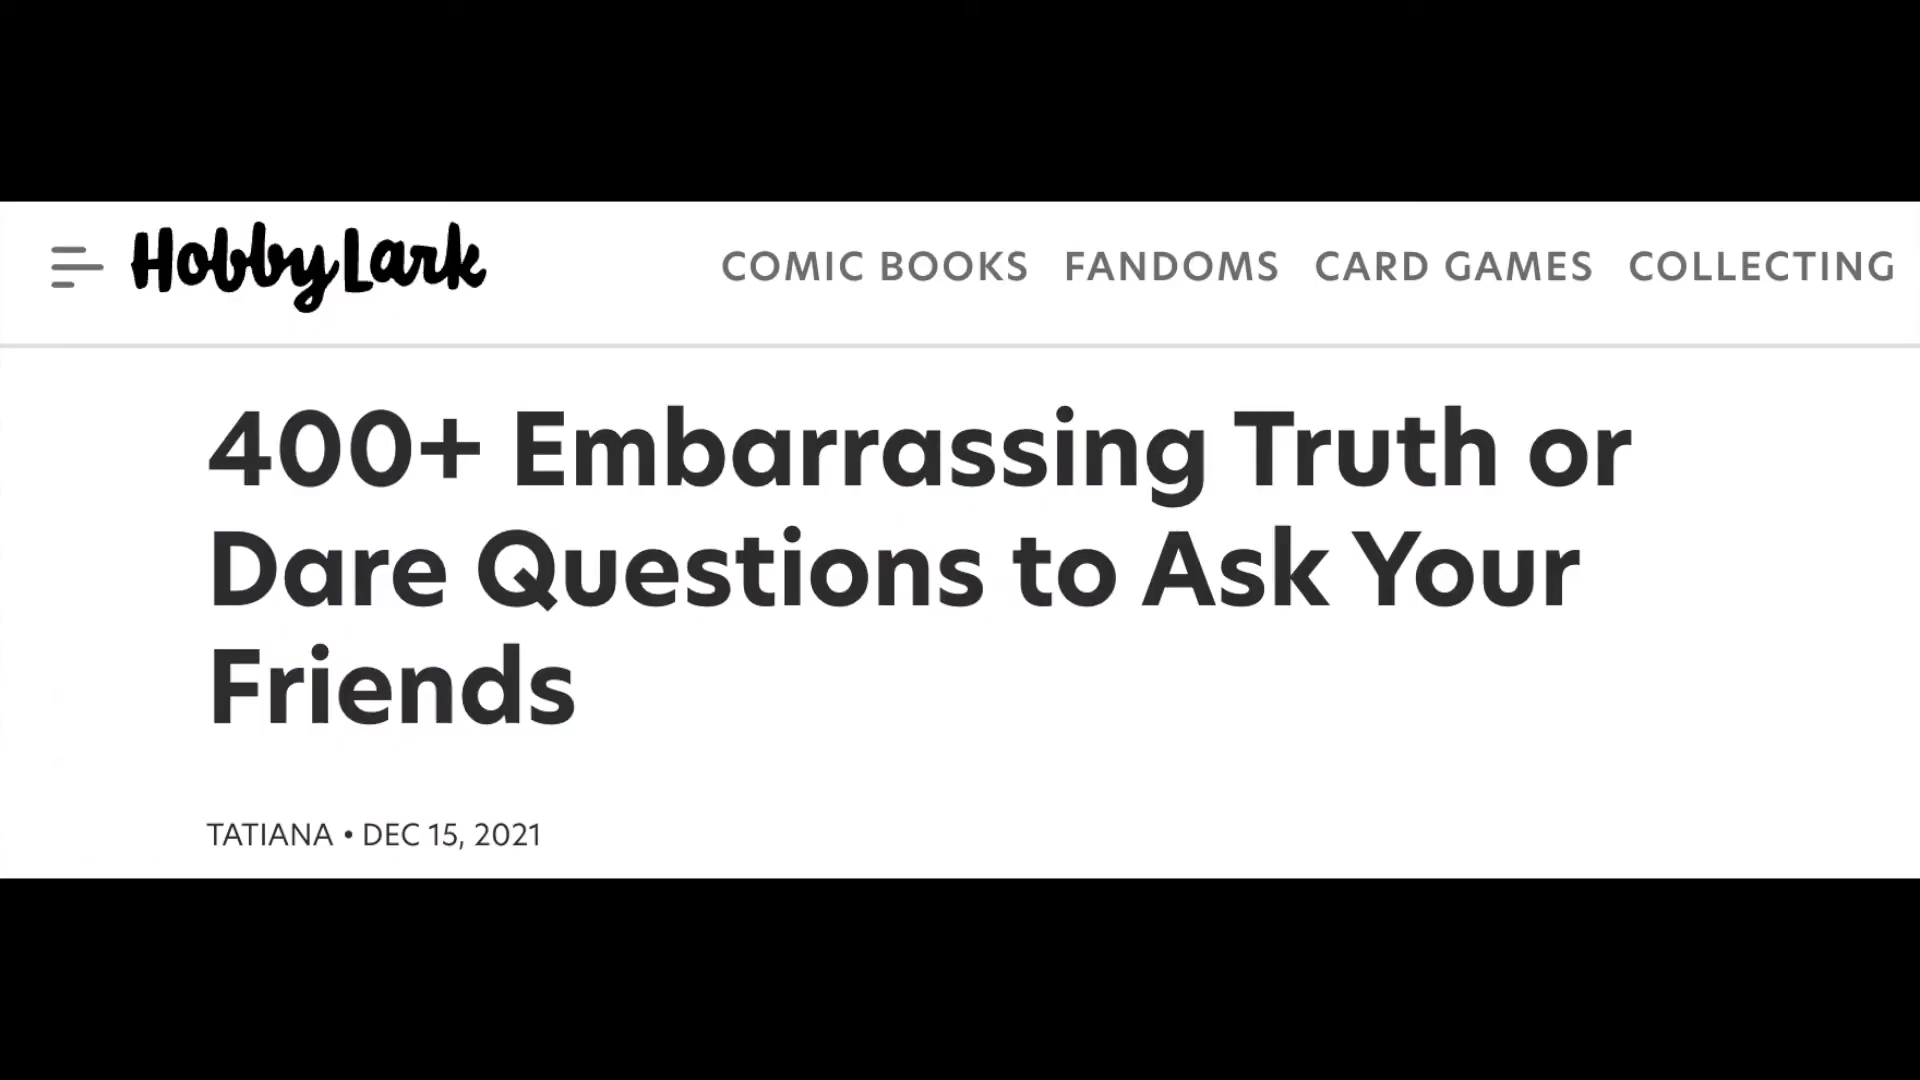 HobbyLark
COMIC BOOKS FANDOMS CARD GAMES COLLECTING
400+ Embarrassing Truth or
Dare Questions to Ask Your
Friends
TATIANA • DEC 15, 2021